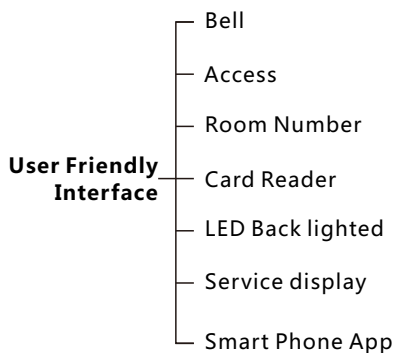 Bell
Access
Room Number
User Friendly
Interface
Card Reader
LED Back lighted
Service display
Smart Phone App